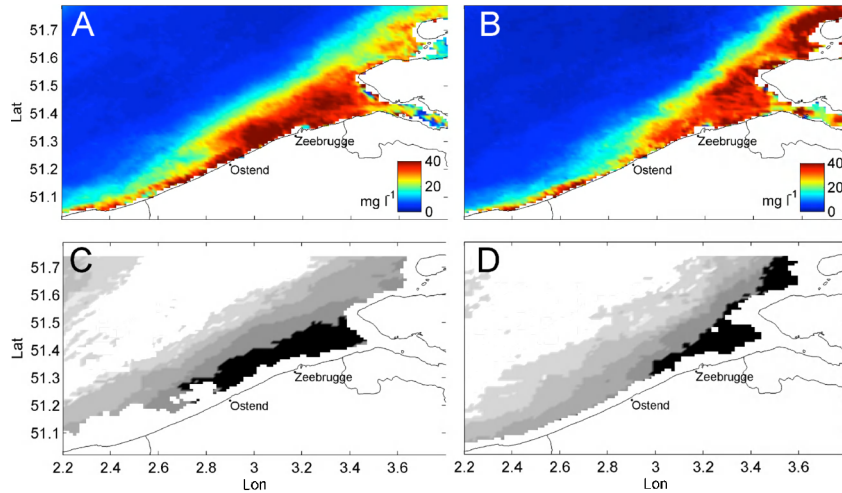 A
B
Lat
51.7
51.6
51.5
51.4
51.3
51.2
51.1
Zeebrugge
Ostend
40
20
0
mg l⁻¹
Zeebrugge
Ostend
40
20
0
mg l⁻¹
C
D
Lat
51.7
51.6
51.5
51.4
51.3
51.2
51.1
Zeebrugge
Ostend
Zeebrugge
Ostend
2.2 2.4 2.6 2.8 3 3.2 3.4 3.6
2.2 2.4 2.6 2.8 3 3.2 3.4 3.6
Lon
Lon